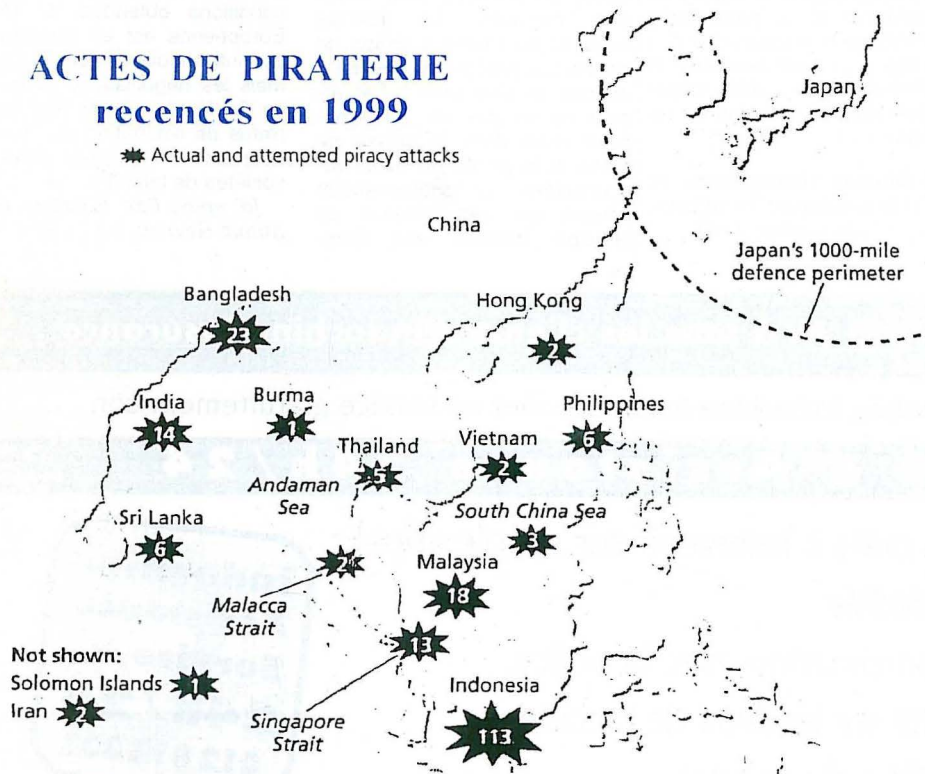 ACTES DE PIRATERIE
recencés en 1999
Actual and attempted piracy attacks
Japan
China
Japan's 1000-mile
defence perimeter
Bangladesh
23
Hong Kong
2
India
14
Burma
1
Philippines
6
Thailand
Vietnam
2
Andaman
Sea
South China Sea
3
Sri Lanka
6
2
Malaysia
18
Malacca
Strait
13
Not shown:
Solomon Islands 1
Iran 2
Singapore
Strait
Indonesia
113